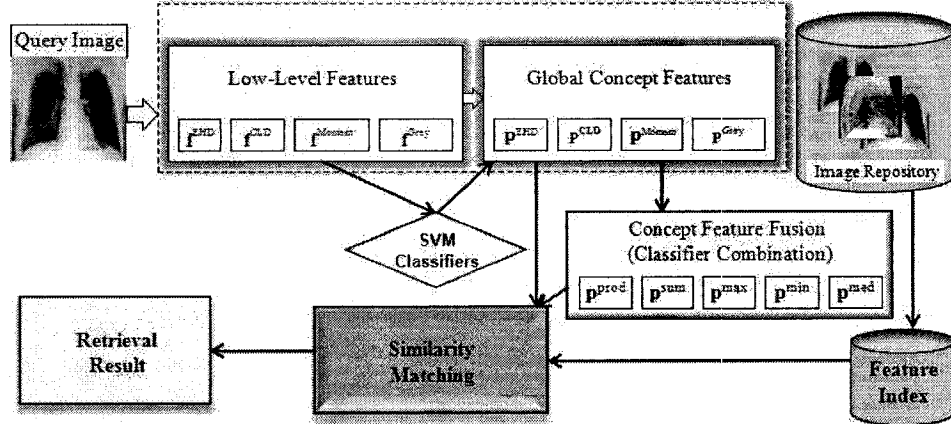 Query Image
Low-Level Features
f^EHD f^CLD f^Moment f^Grey
Global Concept Features
p^EHD p^CLD p^Moment p^Grey
Image Repository
SVM
Classifiers
Concept Feature Fusion
(Classifier Combination)
p^prod p^sum p^max p^min p^med
Retrieval
Result
Similarity
Matching
Feature
Index